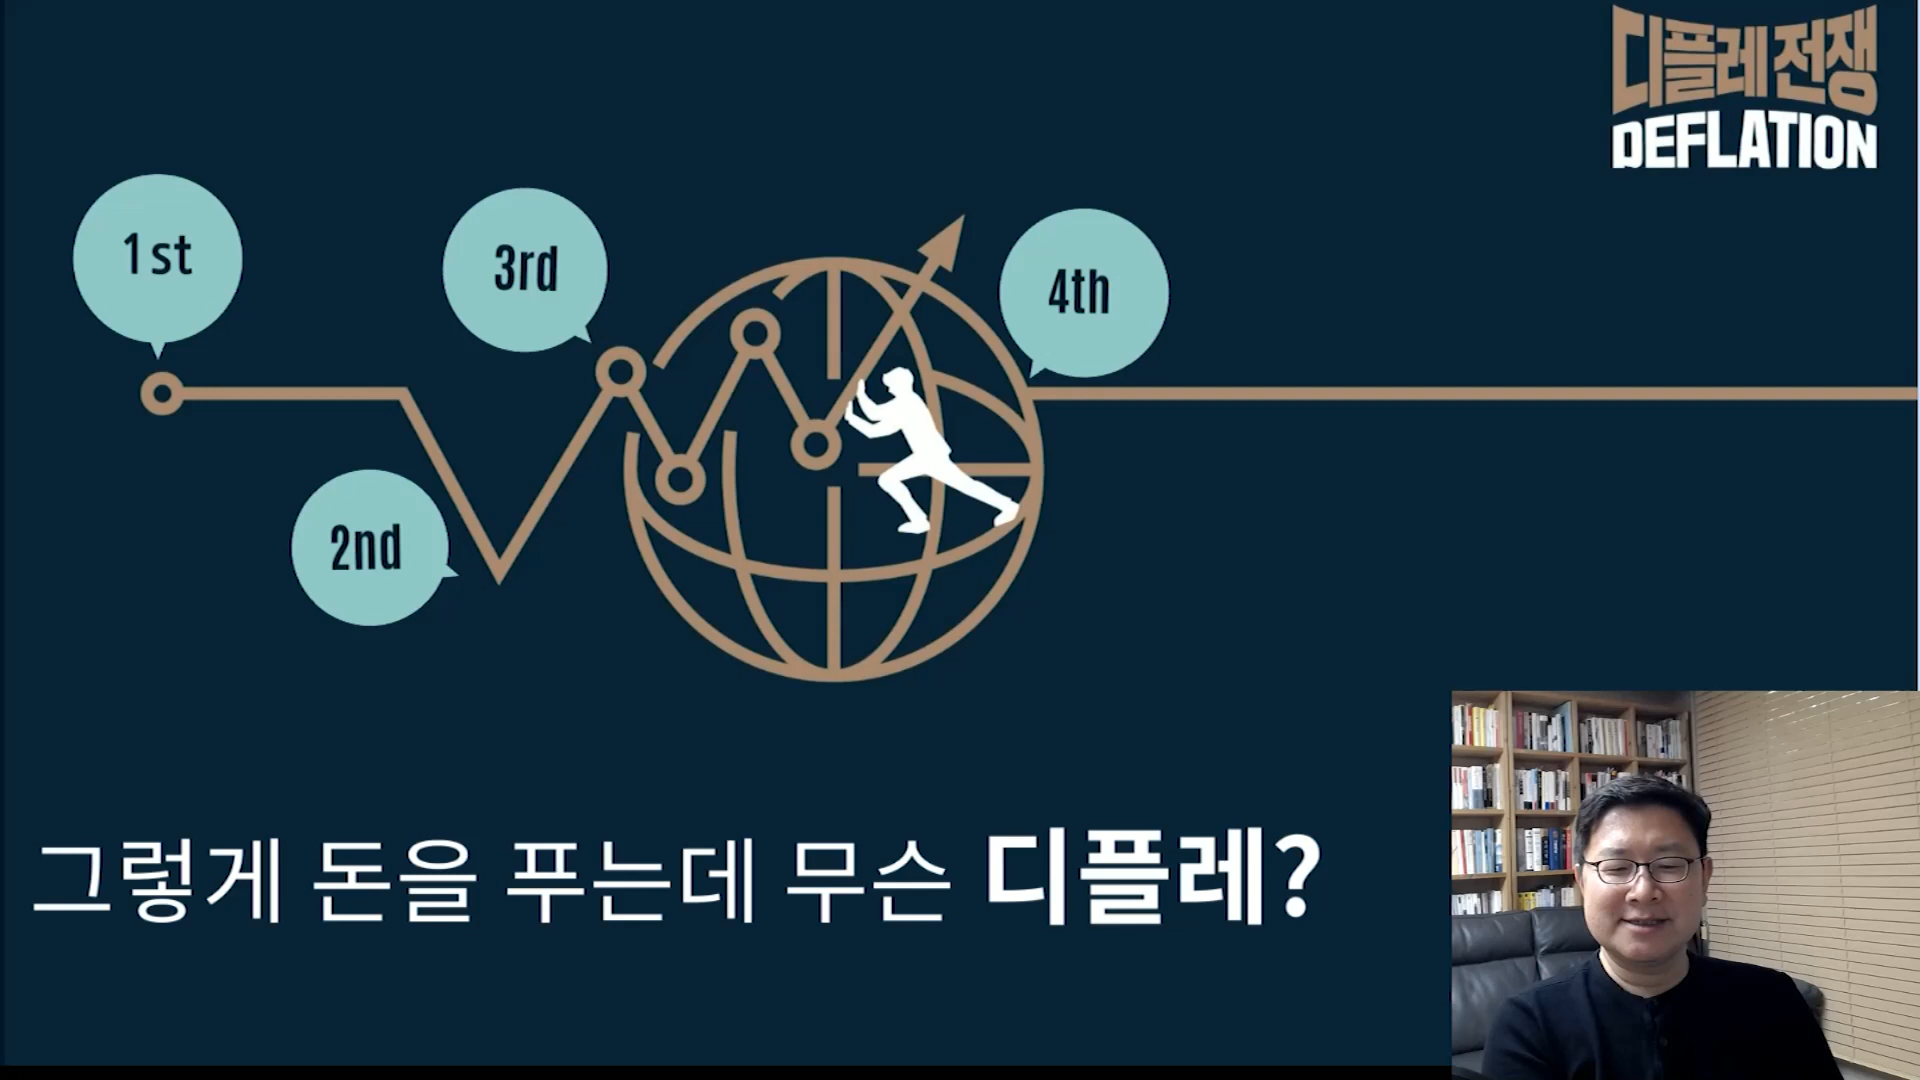 디플레 전쟁
DEFLATION
1st
3rd
4th
2nd
그렇게 돈을 푸는데 무슨 디플레?